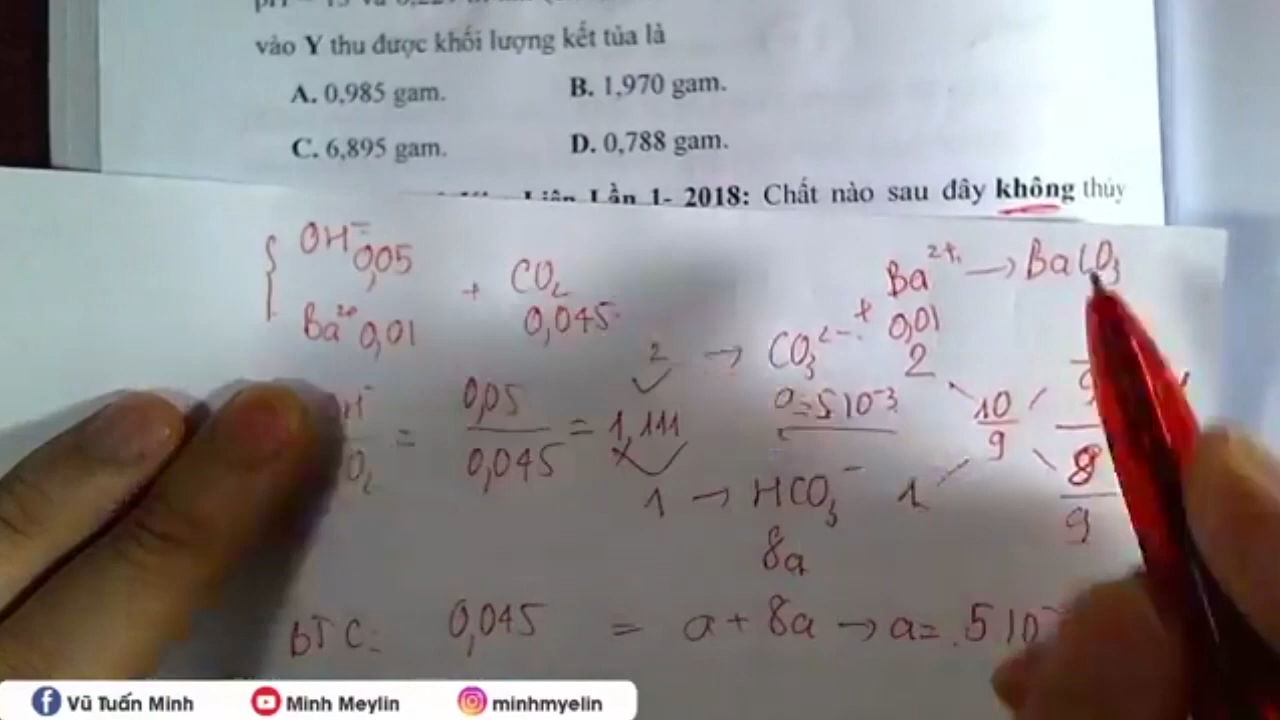 vào Y thu được khối lượng kết tủa là
A. 0,985 gam. B. 1,970 gam.
C. 6,895 gam. D. 0,788 gam.
Lần 1- 2018: Chất nào sau đây không thủy
OH⁻ 0,05
Ba²⁺ 0,01
+ CO₂
0,045
Ba²⁺ → BaCO₃
0,01
2 → CO₃²⁻ +
a=5 10⁻³
0,05
0,045
= 1,111
1 → HCO₃⁻
8a
2
10
9
1
8
9
BTC: 0,045 = a + 8a → a = 5 10
Vũ Tuấn Minh
Minh Meylin
minhmyelin